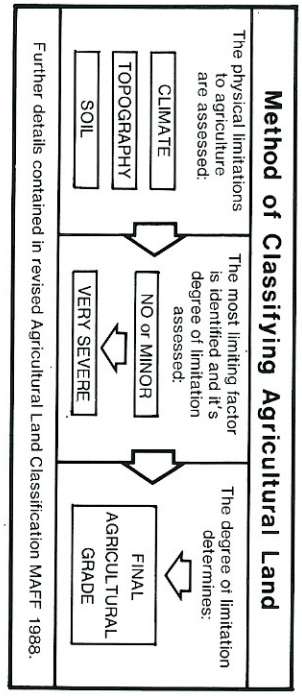 Method of Classifying Agricultural Land
The physical limitations
to agriculture
are assessed:
CLIMATE
TOPOGRAPHY
SOIL
The most limiting factor
is identified and it's
degree of limitation
assessed:
NO or MINOR
VERY SEVERE
The degree of limitation
determines:
FINAL
AGRICULTURAL
GRADE
Further details contained in revised Agricultural Land Classification MAFF 1988.